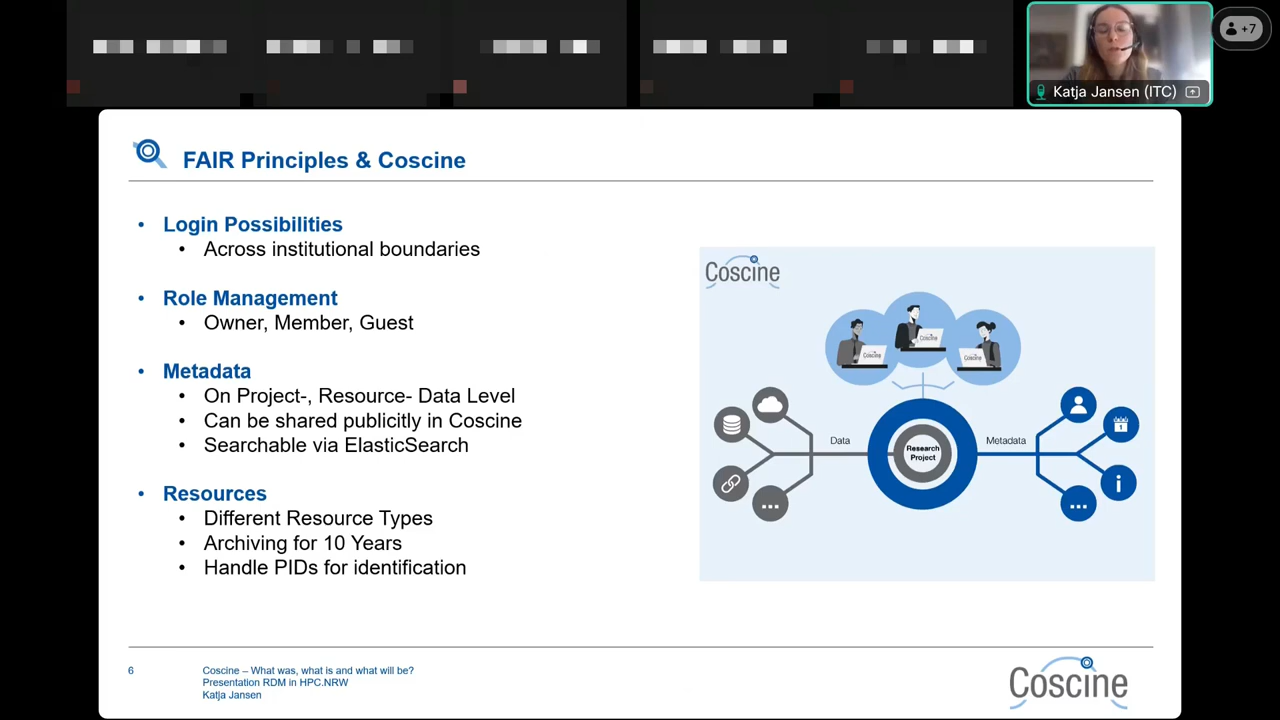 +7
Katja Jansen (ITC)
FAIR Principles & Coscine
• Login Possibilities
• Across institutional boundaries
• Role Management
• Owner, Member, Guest
• Metadata
• On Project-, Resource- Data Level
• Can be shared publicly in Coscine
• Searchable via ElasticSearch
• Resources
• Different Resource Types
• Archiving for 10 Years
• Handle PIDs for identification
Coscine
Coscine
Coscine
Coscine
Data
Research
Project
Metadata
1
i
...
...
6
Coscine – What was, what is and what will be?
Presentation RDM in HPC.NRW
Katja Jansen
Coscine